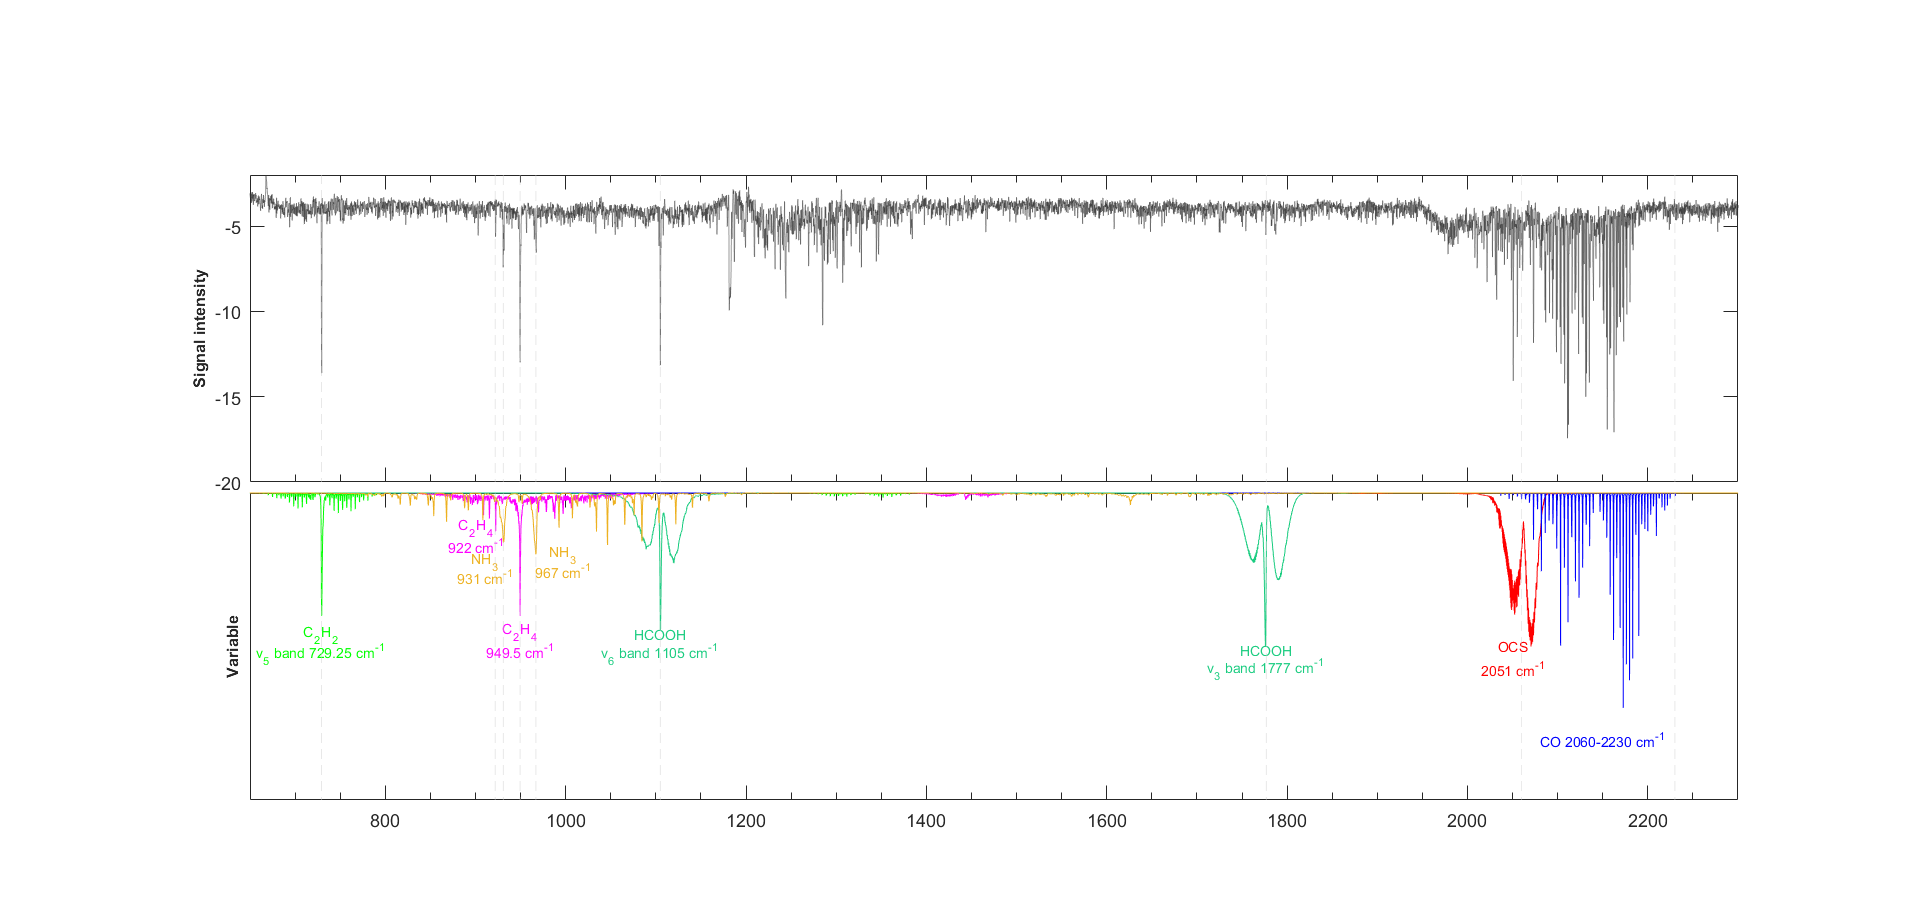 -5
-10
-15
-20
Signal intensity
C2H4
922 cm-1
NH3
931 cm-1
NH3
967 cm-1
C2H2
v5 band 729.25 cm-1
C2H4
949.5 cm-1
HCOOH
v6 band 1105 cm-1
HCOOH
v3 band 1777 cm-1
OCS
2051 cm-1
CO 2060-2230 cm-1
Variable
800 1000 1200 1400 1600 1800 2000 2200